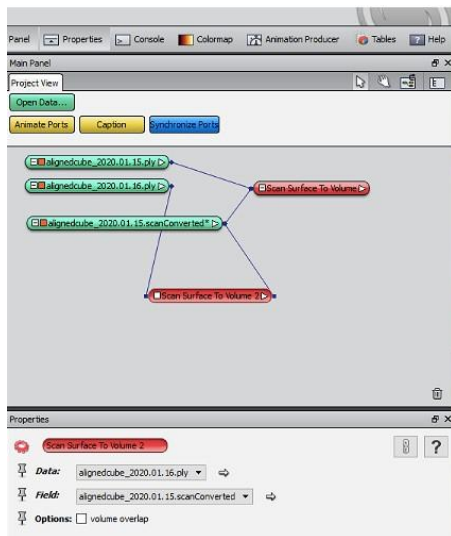 Panel Properties Console Colormap Animation Producer Tables Help
Main Panel
Project View
Open Data...
Animate Ports Caption Synchronize Ports
alignedcube_2020.01.15.ply
alignedcube_2020.01.16.ply
Scan Surface To Volume
alignedcube_2020.01.15.scanConverted*
Scan Surface To Volume 2
Properties
Scan Surface To Volume 2
?
Data: alignedcube_2020.01.16.ply
Field: alignedcube_2020.01.15.scanConverted
Options: volume overlap